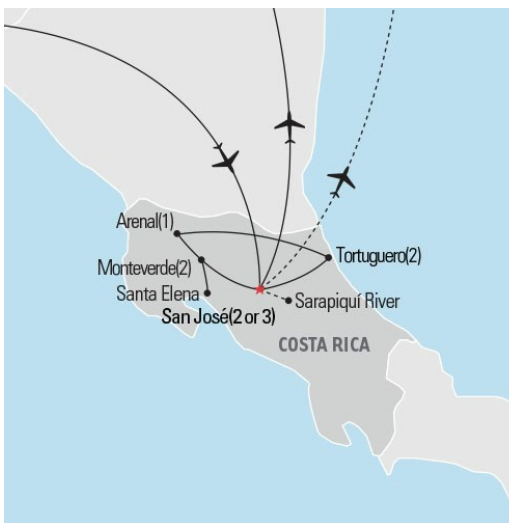 Arenal(1)
Tortuguero(2)
Monteverde(2)
Santa Elena
Sarapiquí River
San José(2 or 3)
COSTA RICA